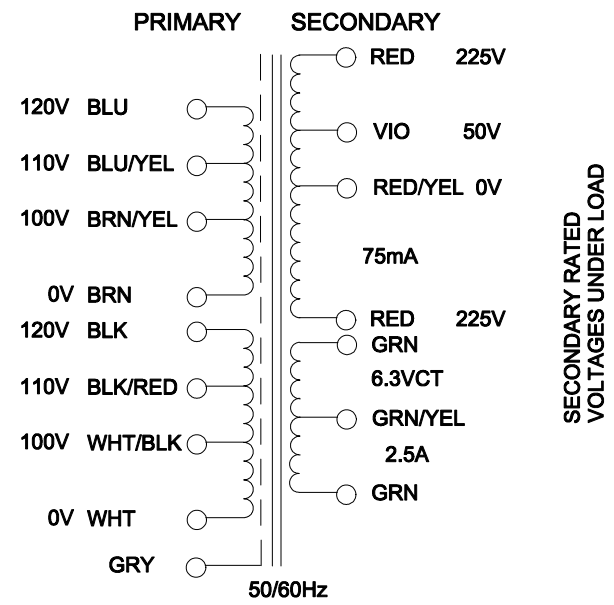 PRIMARY SECONDARY
RED 225V
120V BLU
VIO 50V
110V BLU/YEL
RED/YEL 0V
100V BRN/YEL
75mA
0V BRN
RED 225V
120V BLK
GRN
6.3VCT
110V BLK/RED
GRN/YEL
100V WHT/BLK
2.5A
GRN
0V WHT
GRY
50/60Hz
SECONDARY RATED
VOLTAGES UNDER LOAD